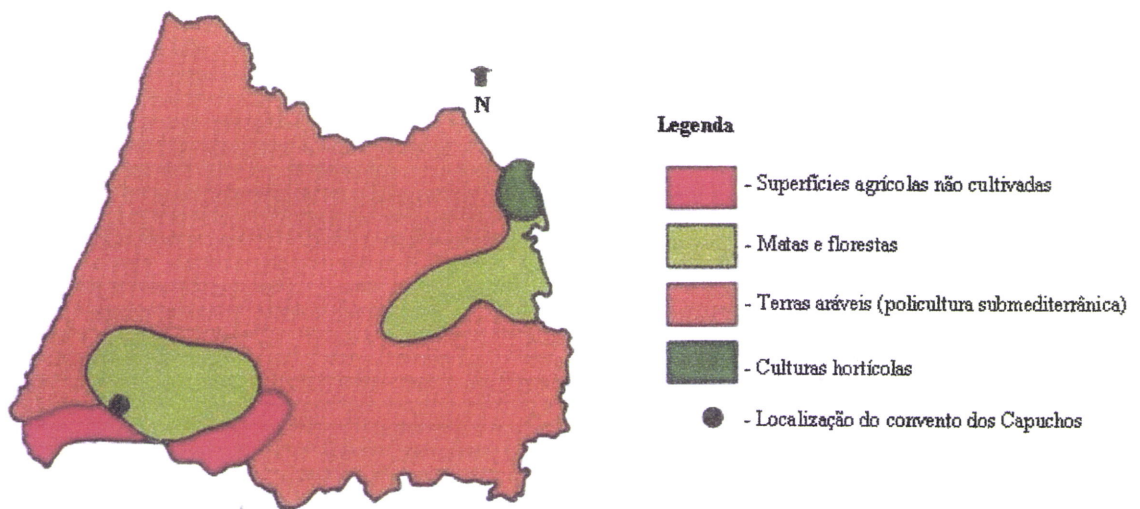 N
Legenda
- Superfícies agrícolas não cultivadas
- Matas e florestas
- Terras aráveis (policultura submediterrânica)
- Culturas hortícolas
- Localização do convento dos Capuchos